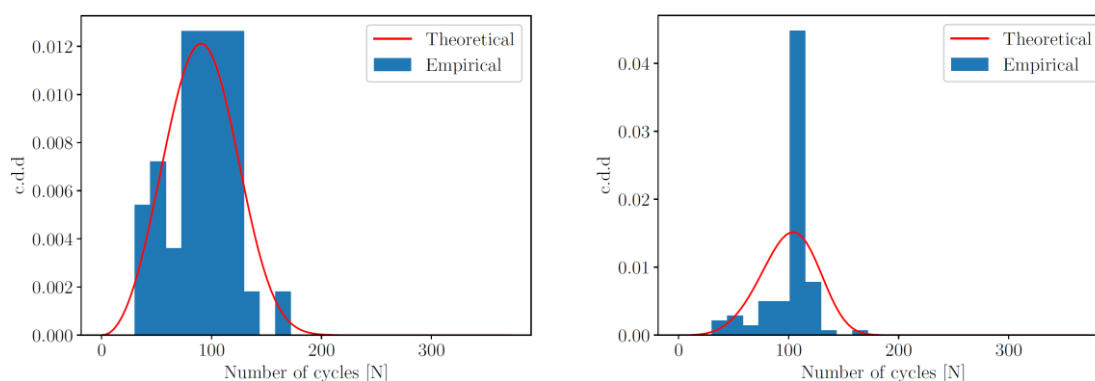 0.012
0.010
0.008
0.006
0.004
0.002
0.000
c.d.d
0
100
200
300
Number of cycles [N]
Theoretical
Empirical
0.04
0.03
0.02
0.01
0.00
c.d.d
0
100
200
300
Number of cycles [N]
Theoretical
Empirical